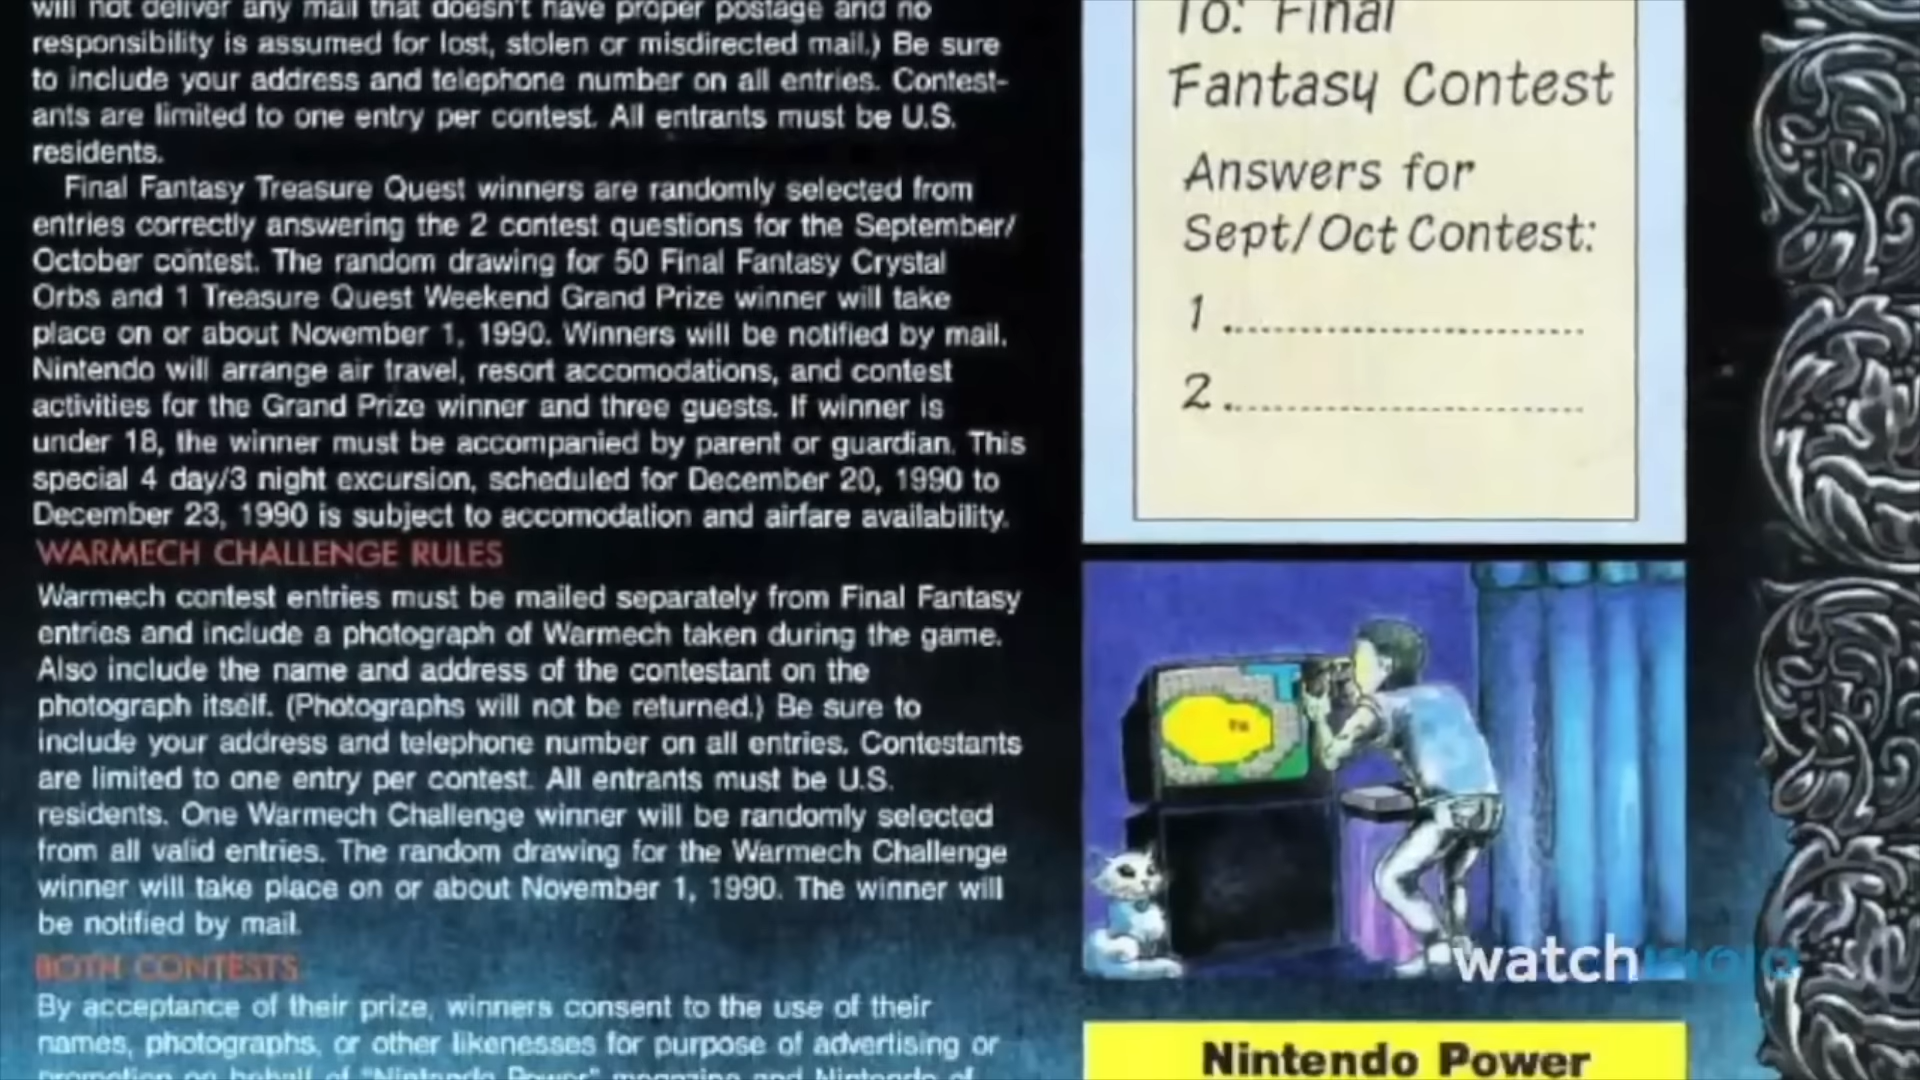 will not deliver any mail that doesn't have proper postage and no
responsibility is assumed for lost, stolen or misdirected mail.) Be sure
to include your address and telephone number on all entries. Contest-
ants are limited to one entry per contest. All entrants must be U.S.
residents.
Final Fantasy Treasure Quest winners are randomly selected from
entries correctly answering the 2 contest questions for the September/
October contest. The random drawing for 50 Final Fantasy Crystal
Orbs and 1 Treasure Quest Weekend Grand Prize winner will take
place on or about November 1, 1990. Winners will be notified by mail.
Nintendo will arrange air travel, resort accomodations, and contest
activities for the Grand Prize winner and three guests. If winner is
under 18, the winner must be accompanied by parent or guardian. This
special 4 day/3 night excursion, scheduled for December 20, 1990 to
December 23, 1990 is subject to accomodation and airfare availability.
WARMECH CHALLENGE RULES
Warmech contest entries must be mailed separately from Final Fantasy
entries and include a photograph of Warmech taken during the game.
Also include the name and address of the contestant on the
photograph itself. (Photographs will not be returned.) Be sure to
include your address and telephone number on all entries. Contestants
are limited to one entry per contest. All entrants must be U.S.
residents. One Warmech Challenge winner will be randomly selected
from all valid entries. The random drawing for the Warmech Challenge
winner will take place on or about November 1, 1990. The winner will
be notified by mail.
BOTH CONTESTS
By acceptance of their prize, winners consent to the use of their
names, photographs, or other likenesses for purpose of advertising or
promotion on behalf of "Nintendo Power" magazine and Nintendo of
To: Final
Fantasy Contest
Answers for
Sept/Oct Contest:
1
2
watchmojo
Nintendo Power